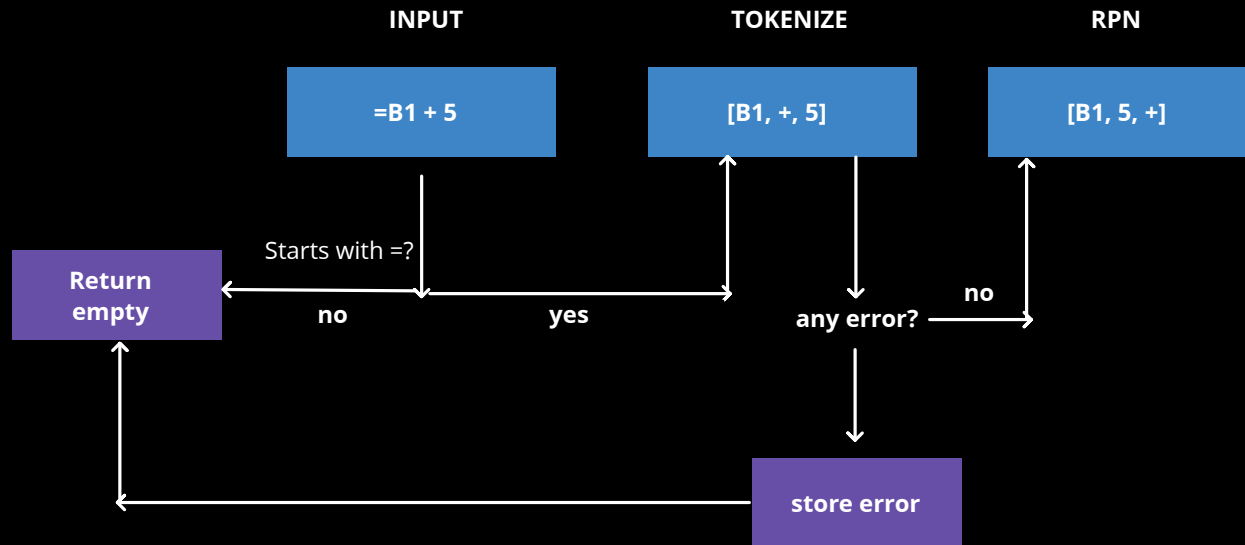 INPUT
TOKENIZE
RPN
=B1 + 5
[B1, +, 5]
[B1, 5, +]
Starts with =?
Return
empty
no
yes
any error?
no
store error